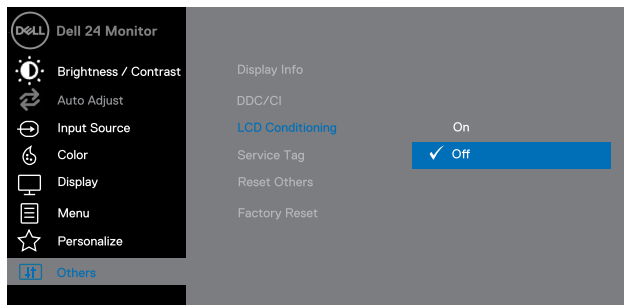 DELL Dell 24 Monitor
Brightness / Contrast
Auto Adjust
Input Source
Color
Display
Menu
Personalize
Others
Display Info
DDC/CI
LCD Conditioning
Service Tag
Reset Others
Factory Reset
On
Off